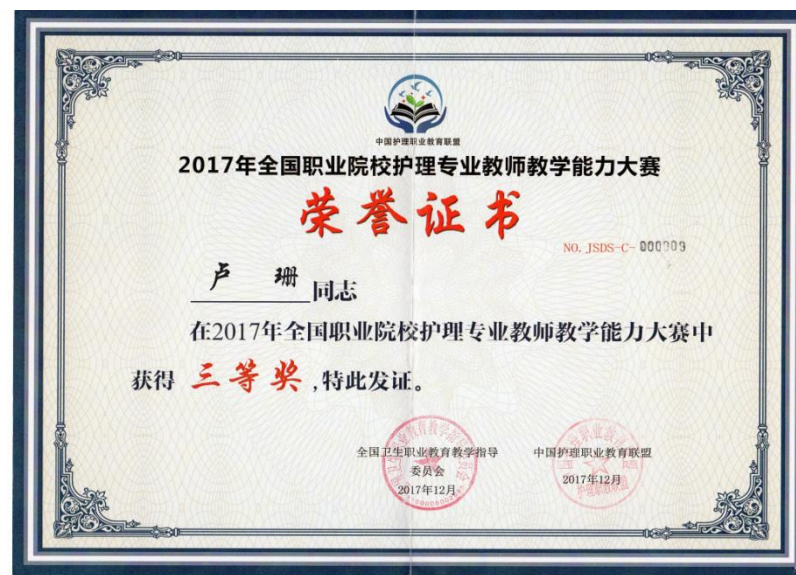 中国护理职业教育联盟
2017年全国职业院校护理专业教师教学能力大赛
荣誉证书
NO. JSDS-C-000009
卢 珊 同志
在2017年全国职业院校护理专业教师教学能力大赛中
获得 三等奖,特此发证。
全国卫生职业教育教学指导
委员会
2017年12月
中国护理职业教育联盟
2017年12月